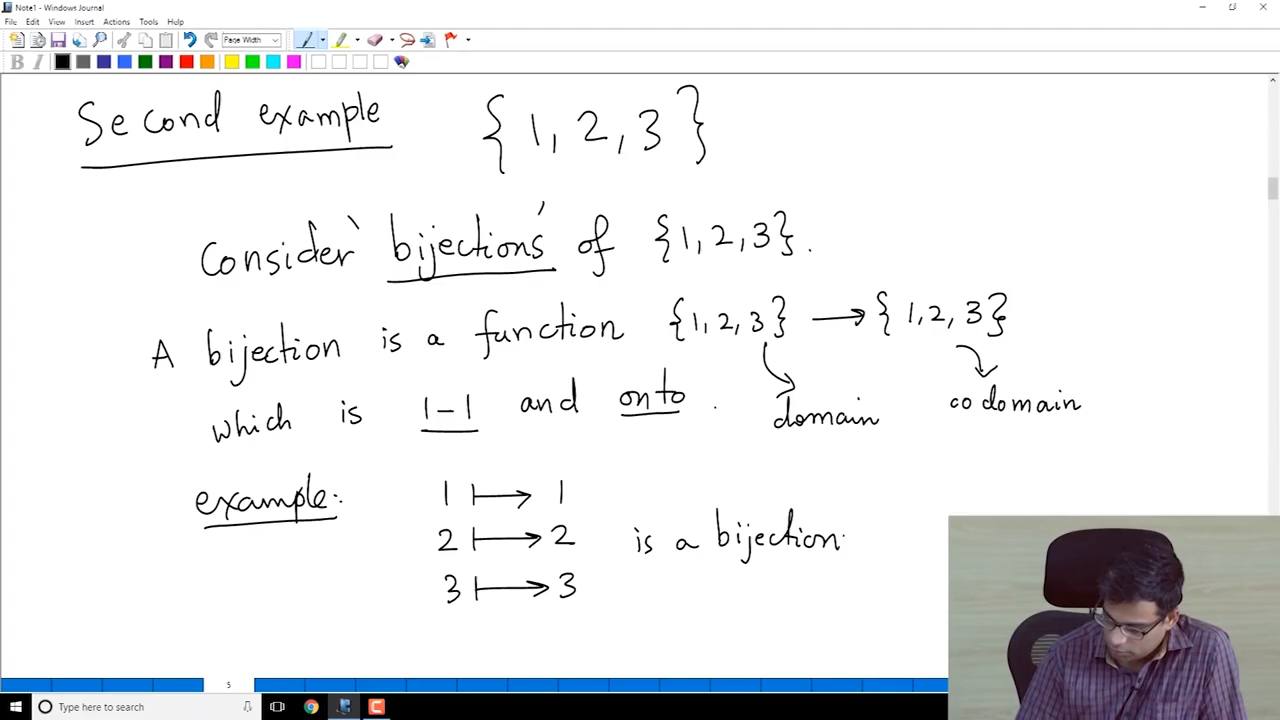 Note1 - Windows Journal
File Edit View Insert Actions Tools Help
Page Width
B I
Second example { 1, 2, 3 }
Consider 'bijections' of {1, 2, 3}.
A bijection is a function {1, 2, 3} → { 1, 2, 3}
which is 1-1 and onto. domain codomain
example: 1 ↦ 1
2 ↦ 2 is a bijection.
3 ↦ 3
5
Type here to search